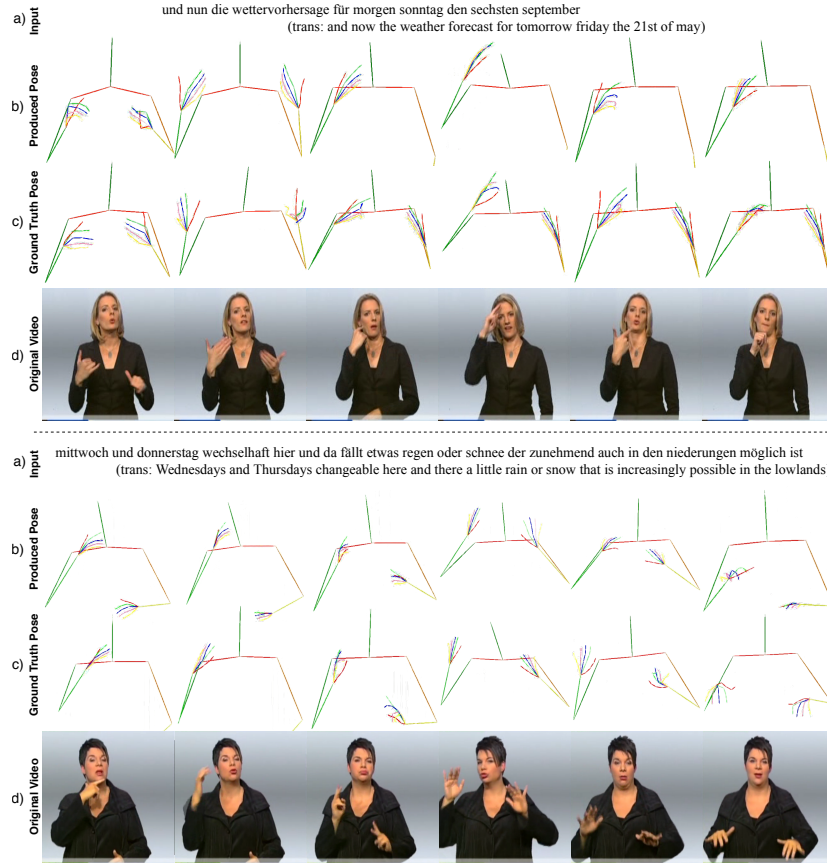 a) Input
und nun die wettervorhersage für morgen sonntag den sechsten september
(trans: and now the weather forecast for tomorrow friday the 21st of may)
b) Produced Pose
c) Ground Truth Pose
d) Original Video
a) Input
mittwoch und donnerstag wechselhaft hier und da fällt etwas regen oder schnee der zunehmend auch in den niederungen möglich ist
(trans: Wednesdays and Thursdays changeable here and there a little rain or snow that is increasingly possible in the lowlands
b) Produced Pose
c) Ground Truth Pose
d) Original Video